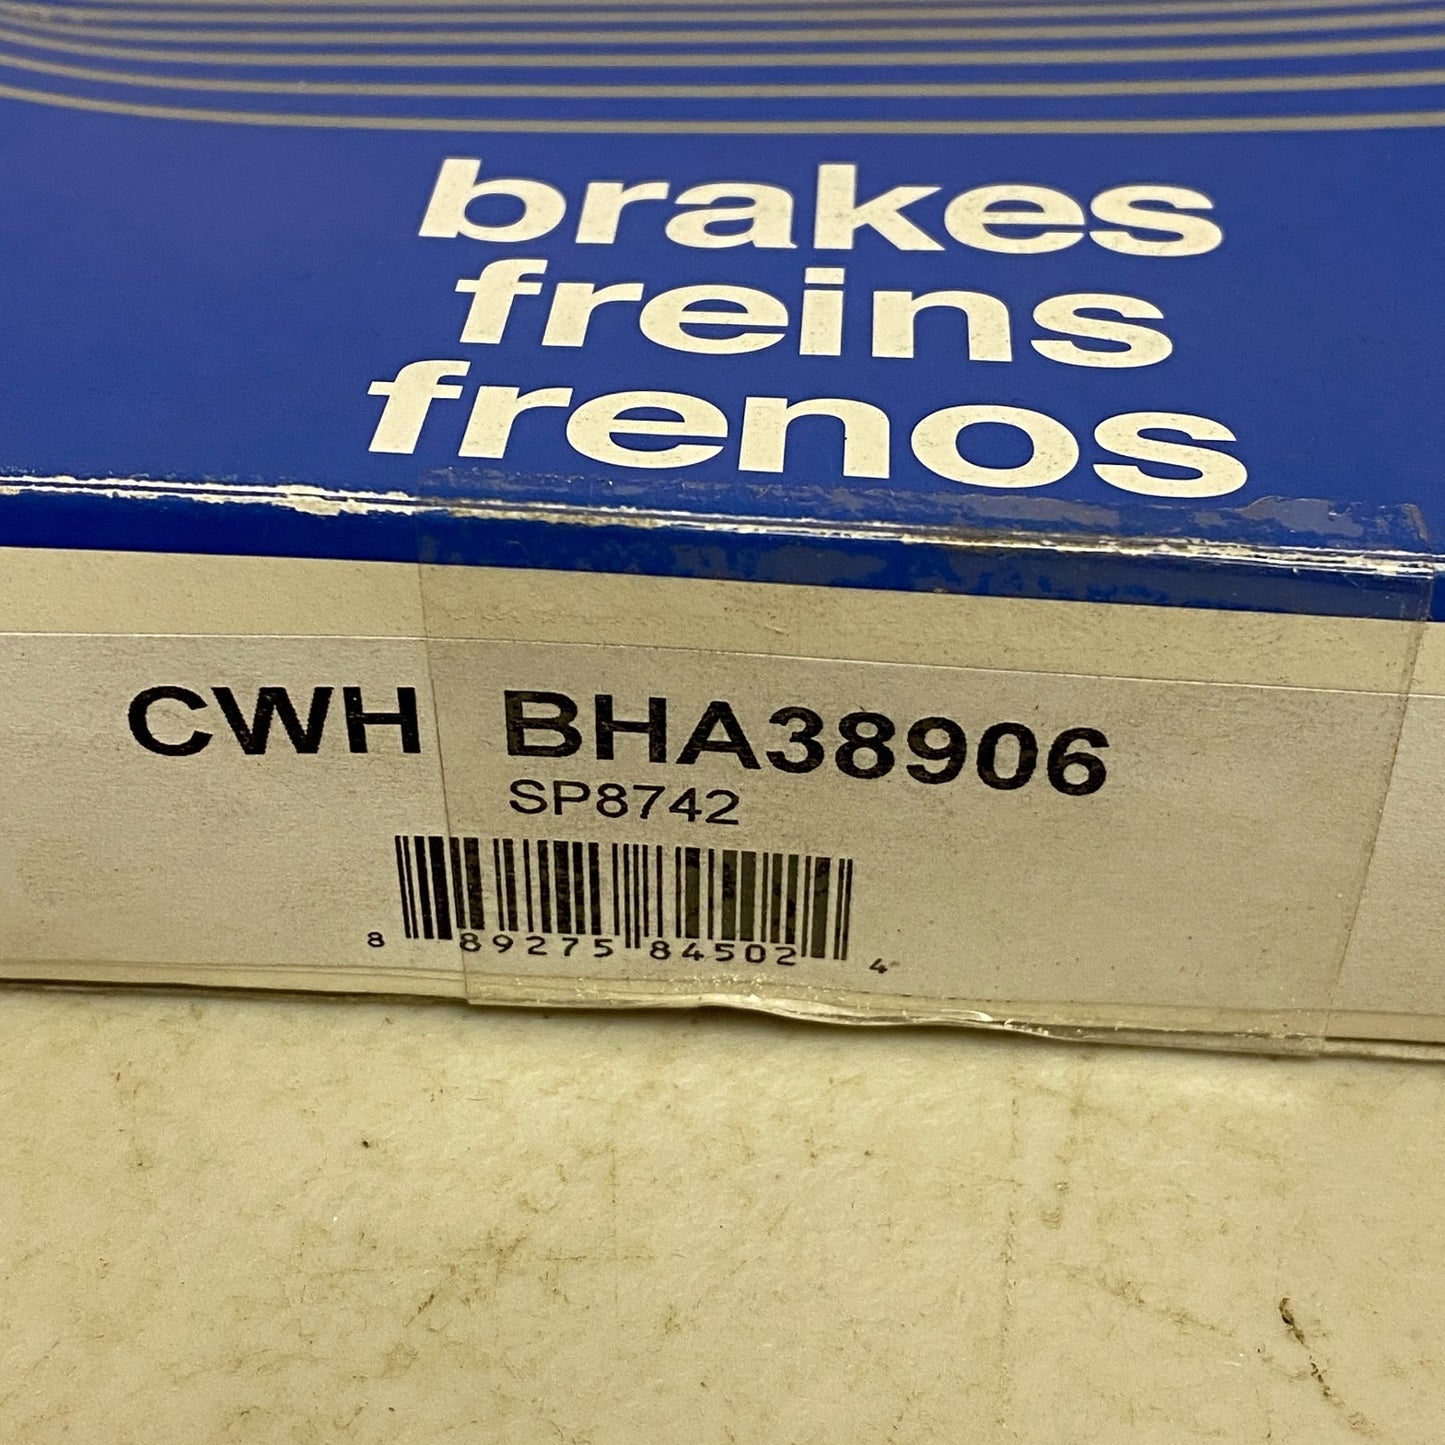 brakes
freins
frenos
CWH BHA38906
SP8742
8 89275 84502 4